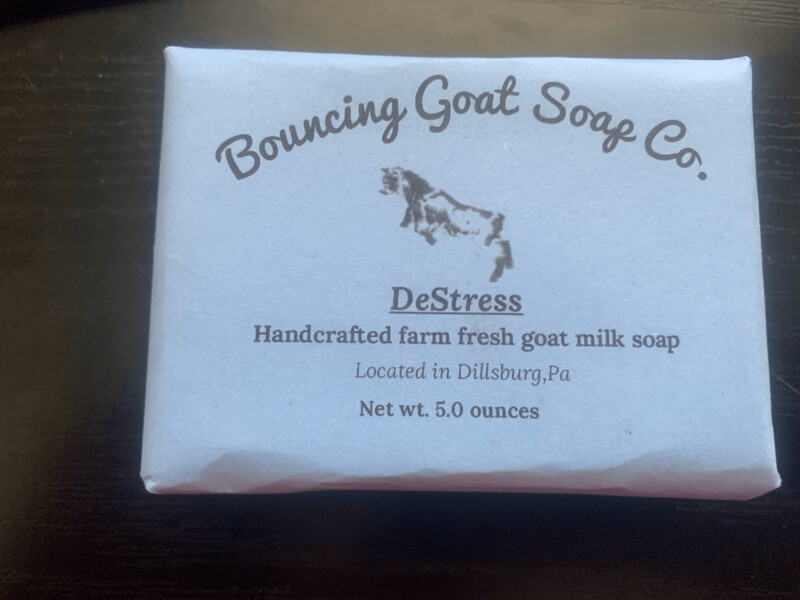 Bouncing Goat Soap Co.
DeStress
Handcrafted farm fresh goat milk soap
Located in Dillsburg,Pa
Net wt. 5.0 ounces